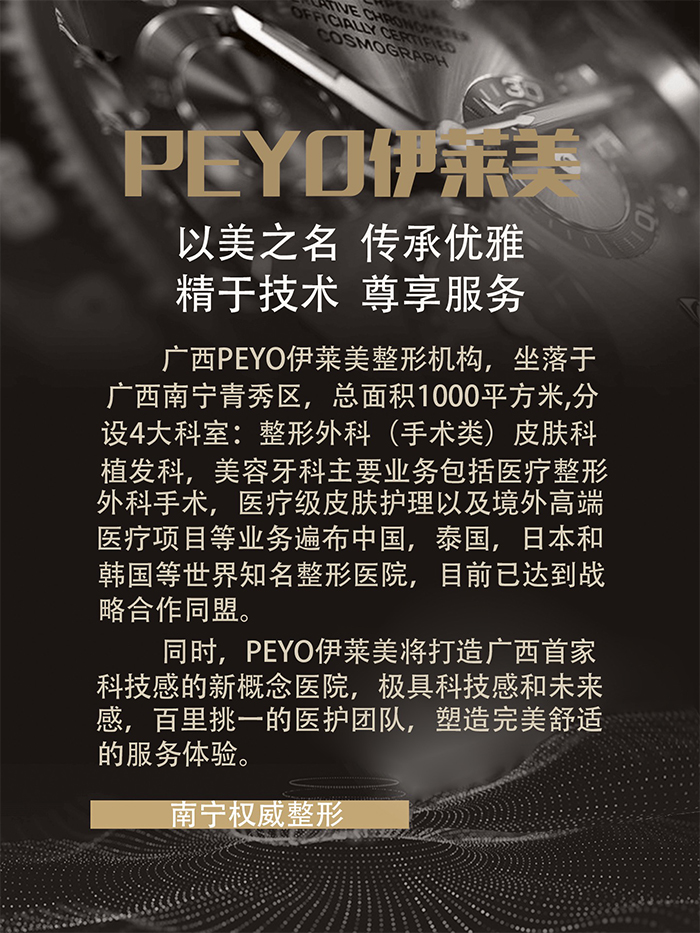 PERPETUAL
RELATIVE CHRONOMETER
OFFICIALLY CERTIFIED
COSMOGRAPH
30
PEYO伊莱美
以美之名 传承优雅
精于技术 尊享服务
广西PEYO伊莱美整形机构，坐落于
广西南宁青秀区，总面积1000平方米,分
设4大科室：整形外科（手术类）皮肤科
植发科，美容牙科主要业务包括医疗整形
外科手术，医疗级皮肤护理以及境外高端
医疗项目等业务遍布中国，泰国，日本和
韩国等世界知名整形医院，目前已达到战
略合作同盟。
同时，PEYO伊莱美将打造广西首家
科技感的新概念医院，极具科技感和未来
感，百里挑一的医护团队，塑造完美舒适
的服务体验。
南宁权威整形